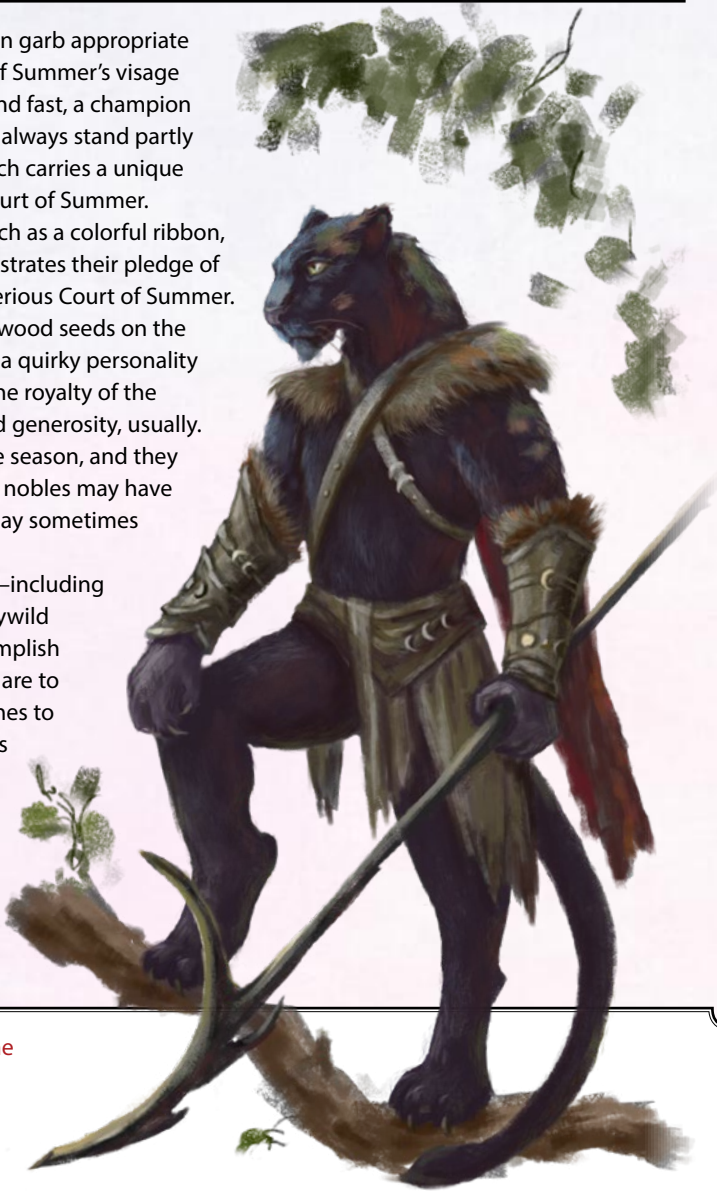 n garb appropriate
f Summer’s visage
nd fast, a champion
always stand partly
ch carries a unique
urt of Summer.
ch as a colorful ribbon,
strates their pledge of
erious Court of Summer.
wood seeds on the
a quirky personality
ne royalty of the
d generosity, usually.
e season, and they
nobles may have
ay sometimes
–including
ywild
mplish
are to
nes to
s
ne